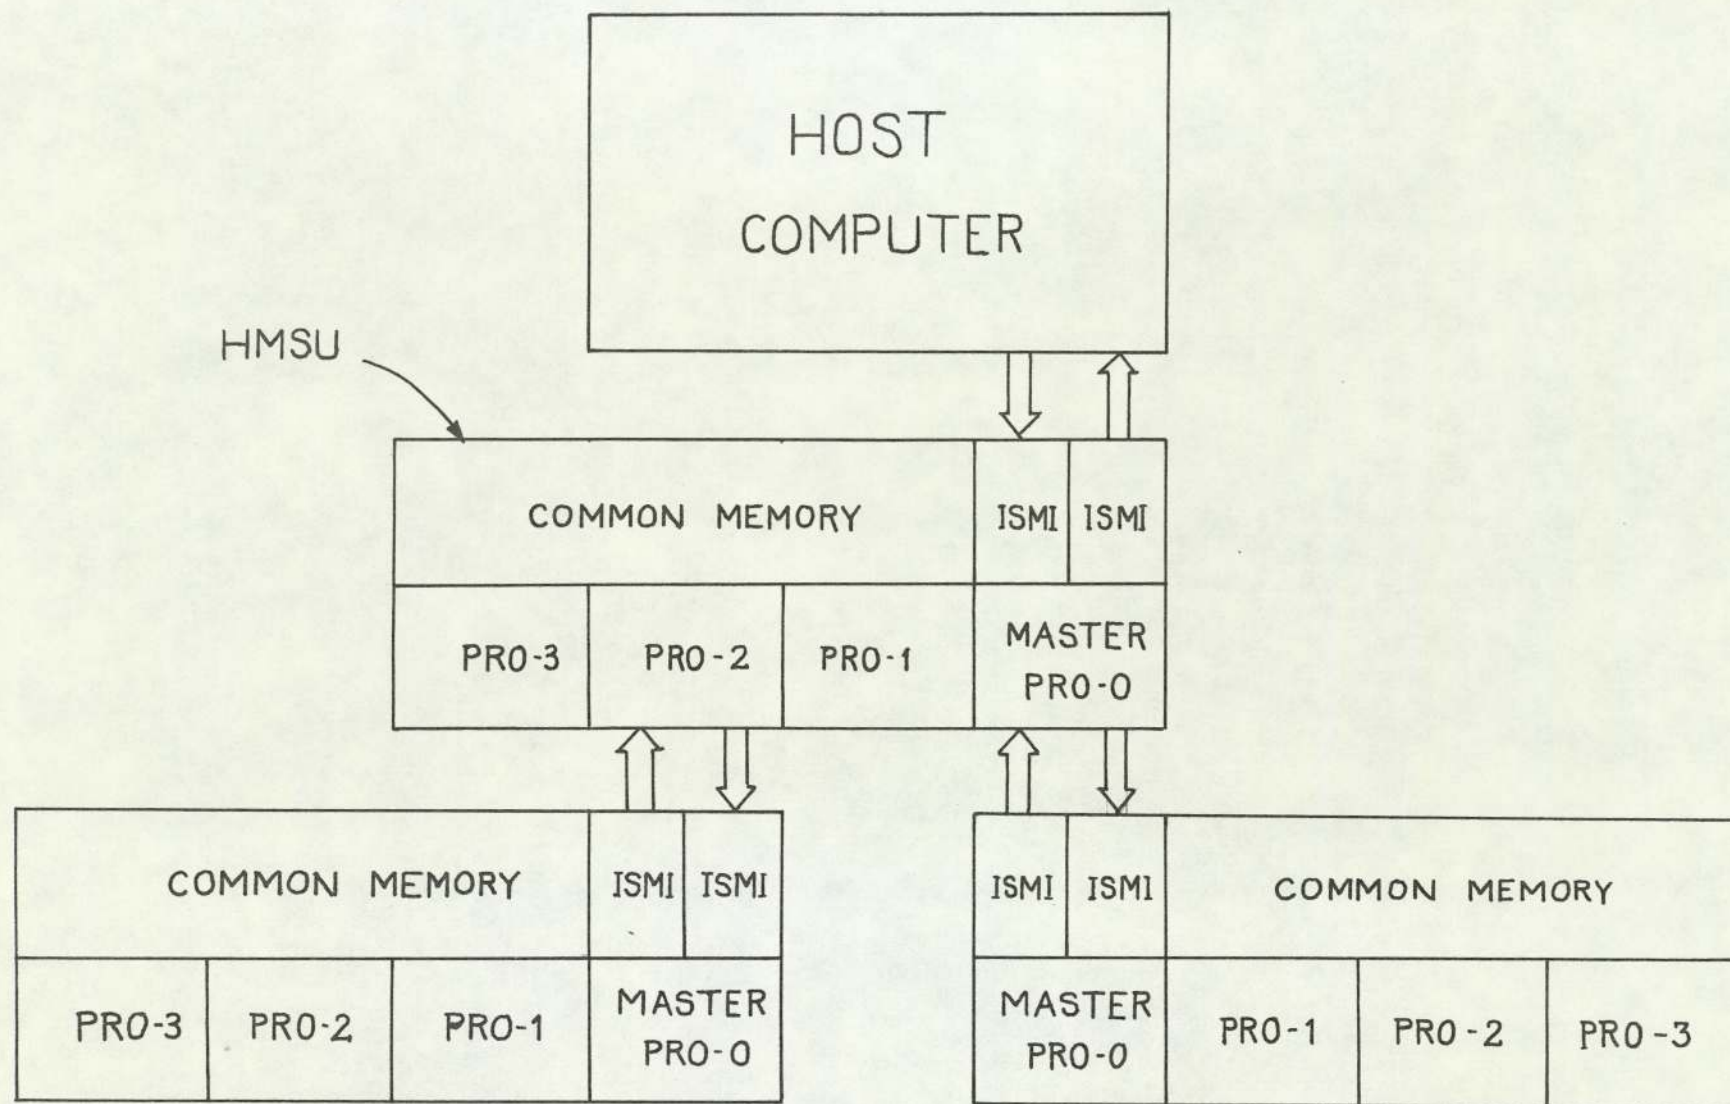 HOST
COMPUTER
HMSU
COMMON MEMORY
ISMI
ISMI
PRO-3
PRO-2
PRO-1
MASTER
PRO-0
COMMON MEMORY
ISMI
ISMI
PRO-3
PRO-2
PRO-1
MASTER
PRO-0
ISMI
ISMI
COMMON MEMORY
MASTER
PRO-0
PRO-1
PRO-2
PRO-3